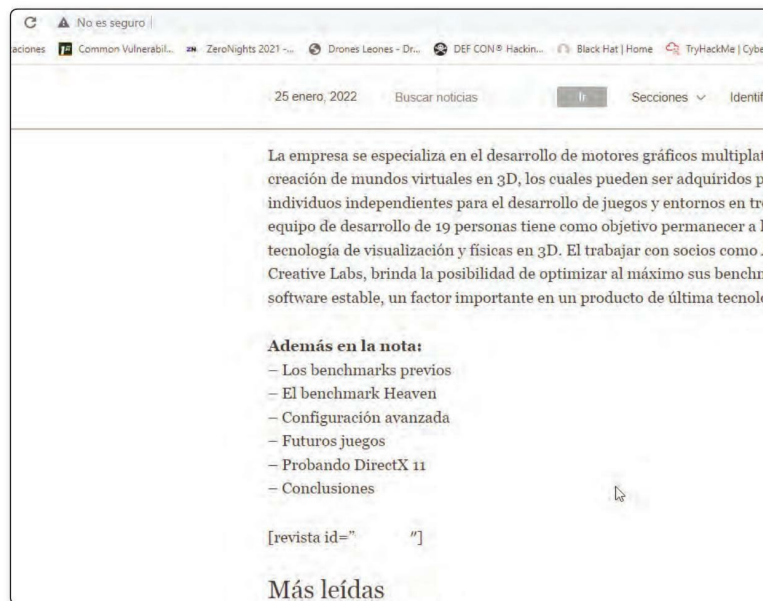 No es seguro
aciones Common Vulnerabil... ZeroNights 2021 -... Drones Leones - Dr... DEF CON® Hackin... Black Hat | Home TryHackMe | Cybe
25 enero, 2022 Buscar noticias Ir Secciones Identif
La empresa se especializa en el desarrollo de motores gráficos multiplat
creación de mundos virtuales en 3D, los cuales pueden ser adquiridos p
individuos independientes para el desarrollo de juegos y entornos en tr
equipo de desarrollo de 19 personas tiene como objetivo permanecer a l
tecnología de visualización y físicas en 3D. El trabajar con socios como
Creative Labs, brinda la posibilidad de optimizar al máximo sus benchm
software estable, un factor importante en un producto de última tecnol
Además en la nota:
– Los benchmarks previos
– El benchmark Heaven
– Configuración avanzada
– Futuros juegos
– Probando DirectX 11
– Conclusiones
[revista id=” ″]
Más leídas